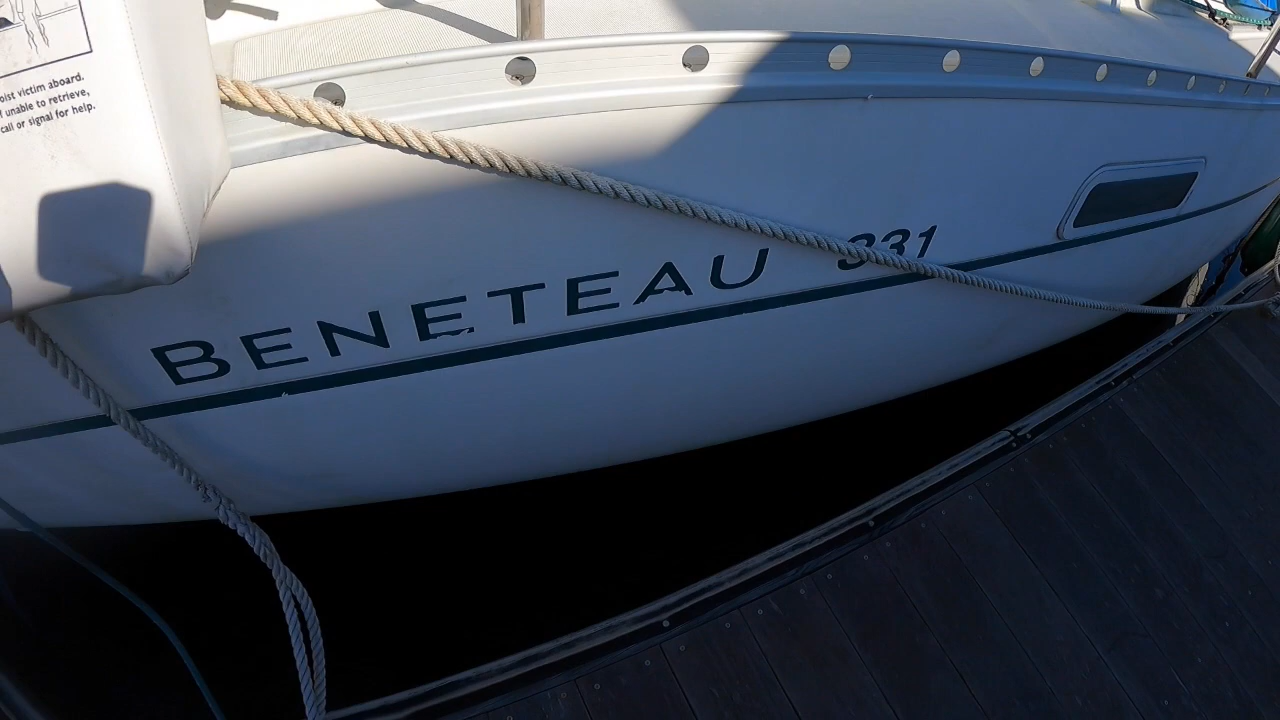 oist victim aboard.
unable to retrieve,
call or signal for help.
BENETEAU 331